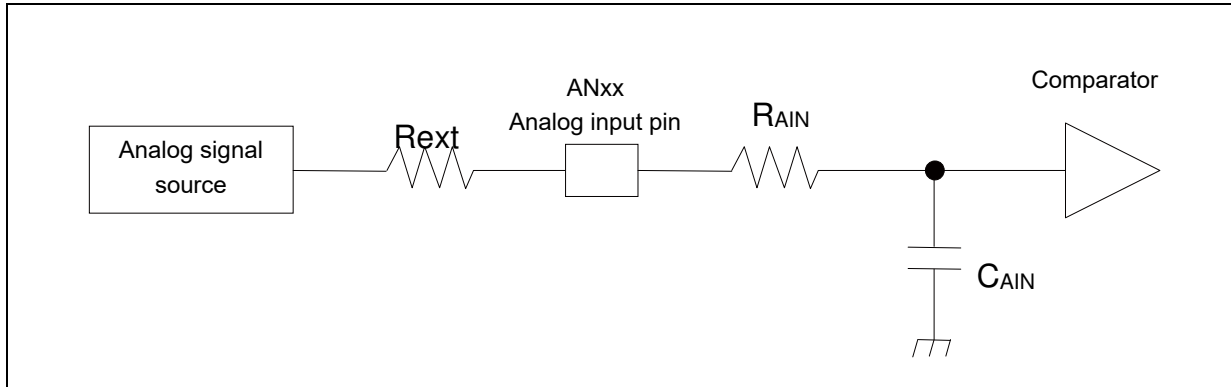 Comparator
ANxx
Analog input pin
RAIN
Rext
Analog signal
source
CAIN